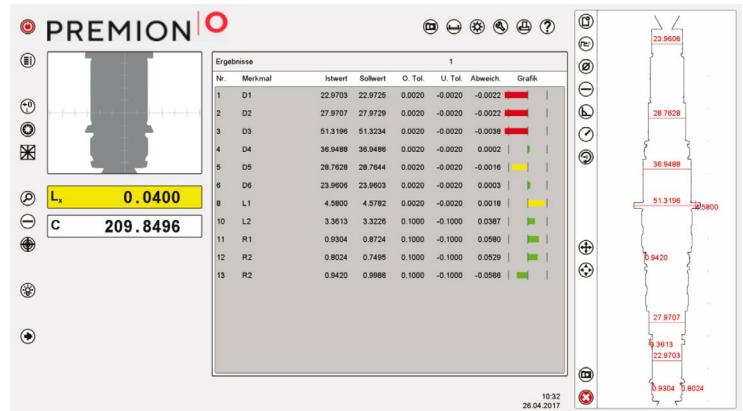 PREMION
Ergebnisse 1
Nr. Merkmal Istwert Sollwert O. Tol. U. Tol. Abweich. Grafik
1 D1 22.9703 22.9725 0.0020 -0.0020 -0.0022
2 D2 27.9707 27.9729 0.0020 -0.0020 -0.0022
3 D3 51.3196 51.3234 0.0020 -0.0020 -0.0038
4 D4 36.9488 36.9486 0.0020 -0.0020 0.0002
5 D5 28.7628 28.7644 0.0020 -0.0020 -0.0016
6 D6 23.9606 23.9603 0.0020 -0.0020 0.0003
8 L1 4.5800 4.5782 0.0020 -0.0020 0.0018
10 L2 3.3613 3.3226 0.1000 -0.1000 0.0387
11 R1 0.9304 0.8724 0.1000 -0.1000 0.0580
12 R2 0.8024 0.7495 0.1000 -0.1000 0.0529
13 R2 0.9420 0.9986 0.1000 -0.1000 -0.0566
Lx 0.0400
C 209.8496
23.9606
28.7628
36.9488
51.3196
4.5800
0.9420
27.9707
3.3613
22.9703
0.9304 0.8024
10:32
26.04.2017